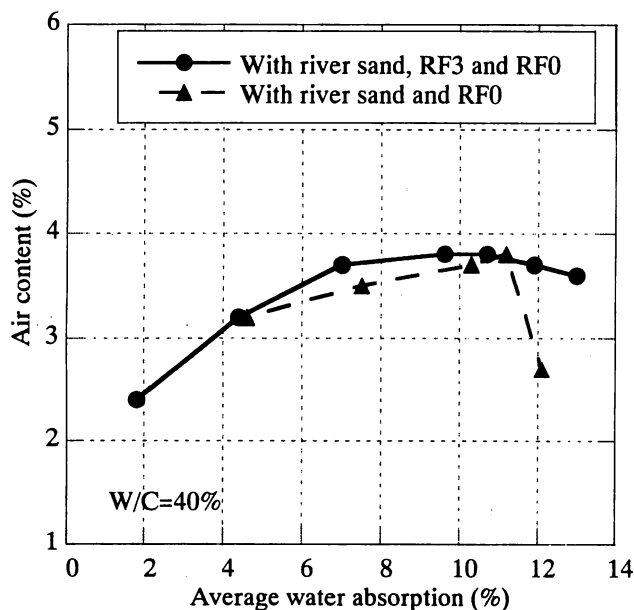 With river sand, RF3 and RF0
With river sand and RF0
Air content (%)
6
5
4
3
2
1
W/C=40%
0 2 4 6 8 10 12 14
Average water absorption (%)